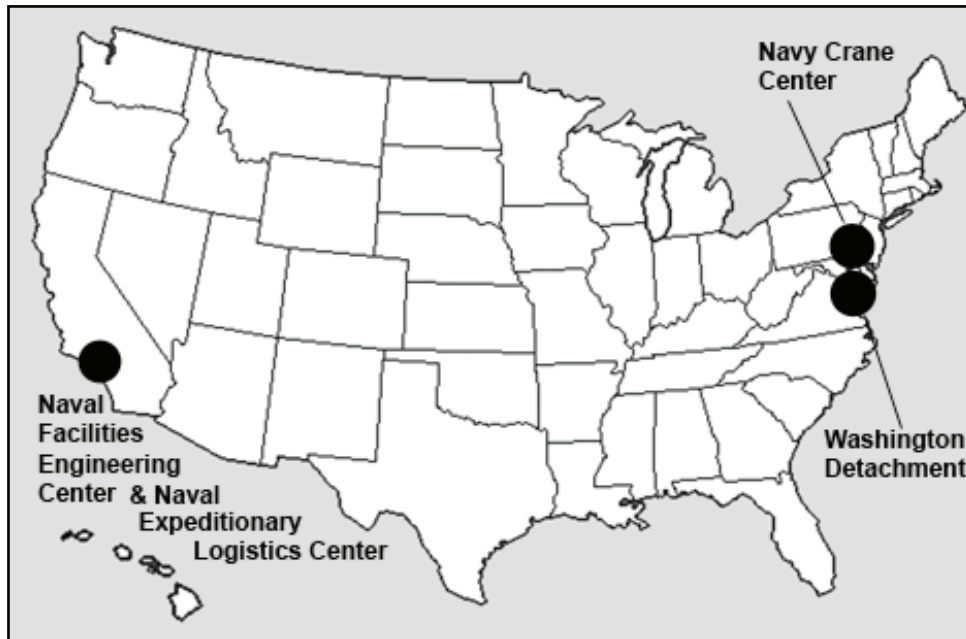 Navy Crane
Center
Naval
Facilities
Engineering
Center & Naval
Expeditionary
Logistics Center
Washington
Detachment